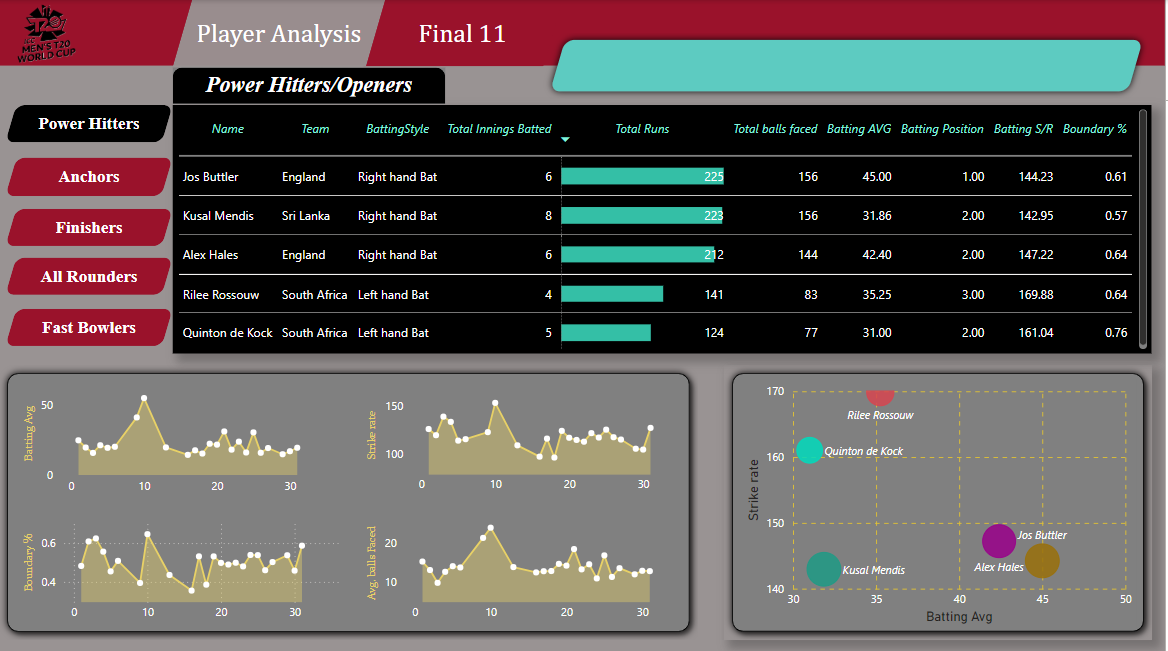 ICC
MEN'S T20
WORLD CUP
Player Analysis
Final 11
Power Hitters/Openers
Power Hitters
Anchors
Finishers
All Rounders
Fast Bowlers
Name Team BattingStyle Total Innings Batted Total Runs Total balls faced Batting AVG Batting Position Batting S/R Boundary %
Jos Buttler England Right hand Bat 6 225 156 45.00 1.00 144.23 0.61
Kusal Mendis Sri Lanka Right hand Bat 8 223 156 31.86 2.00 142.95 0.57
Alex Hales England Right hand Bat 6 212 144 42.40 2.00 147.22 0.64
Rilee Rossouw South Africa Left hand Bat 4 141 83 35.25 3.00 169.88 0.64
Quinton de Kock South Africa Left hand Bat 5 124 77 31.00 2.00 161.04 0.76
Batting Avg
50
0
0 10 20 30
Strike rate
150
100
0 10 20 30
Boundary %
0.6
0.4
0 10 20 30
Avg. balls Faced
20
10
0 10 20 30
Strike rate
170
160
150
140
Rilee Rossouw
Quinton de Kock
Jos Buttler
Alex Hales
Kusal Mendis
30 35 40 45 50
Batting Avg